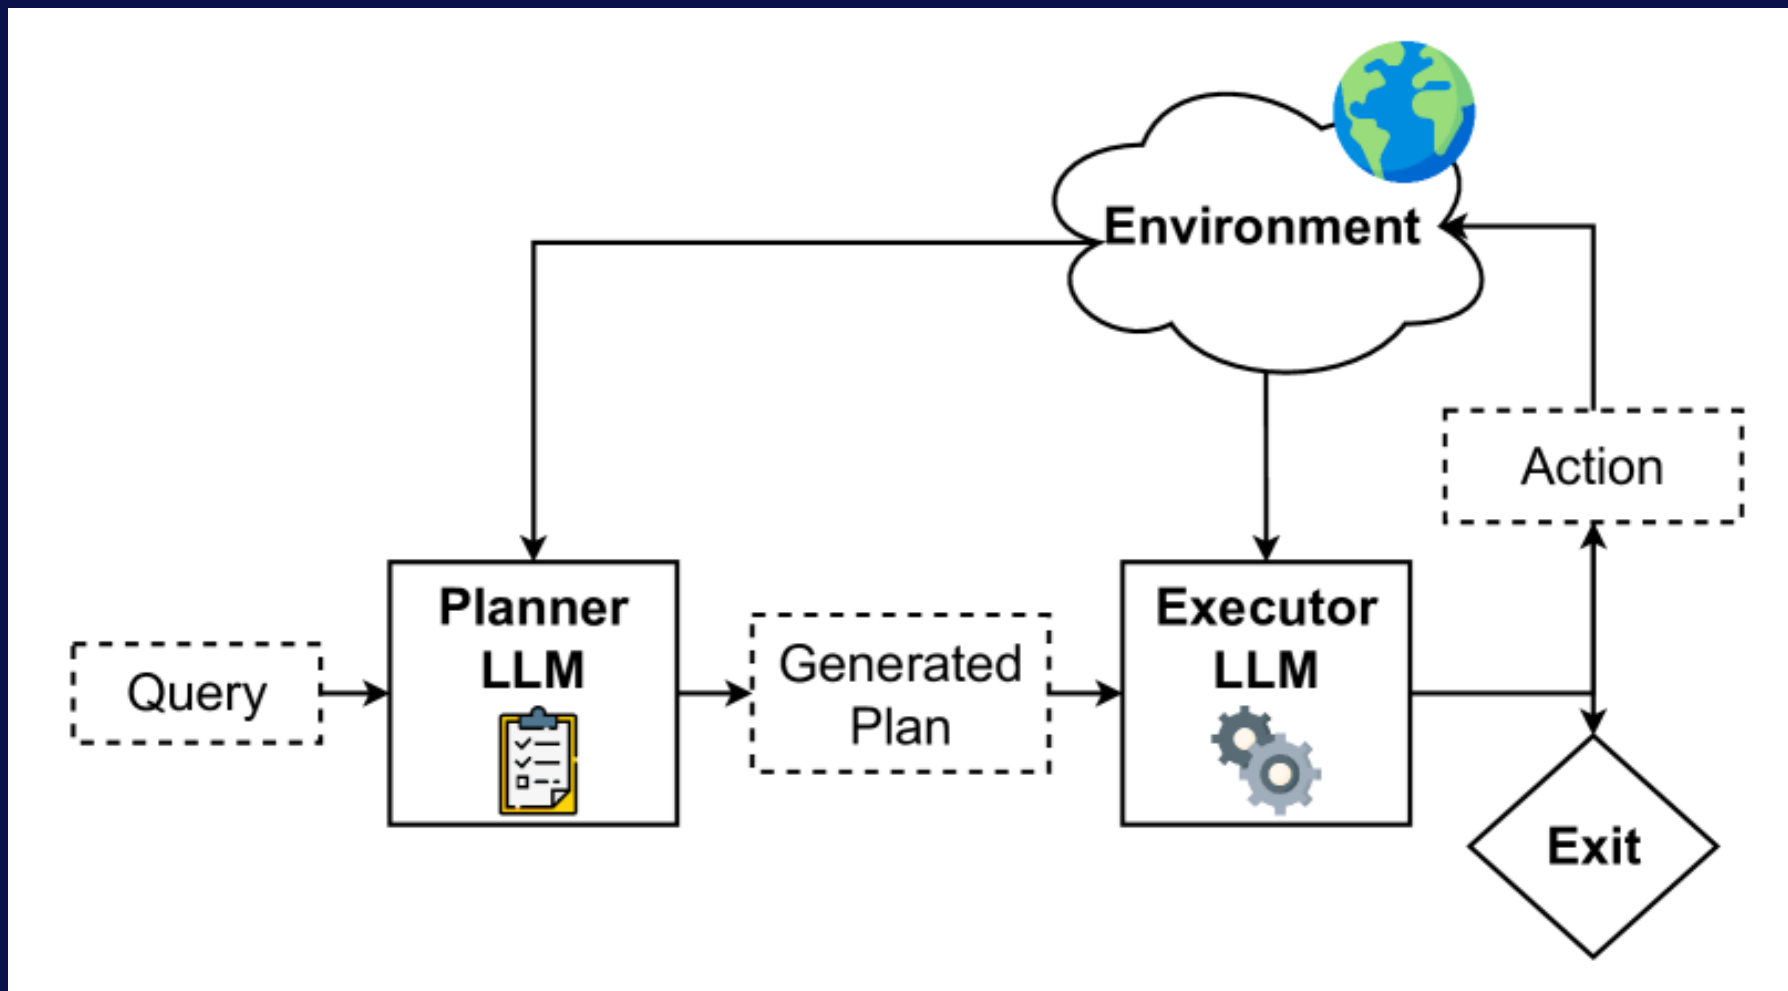 Environment
Action
Planner
LLM
Executor
LLM
Query
Generated
Plan
Exit